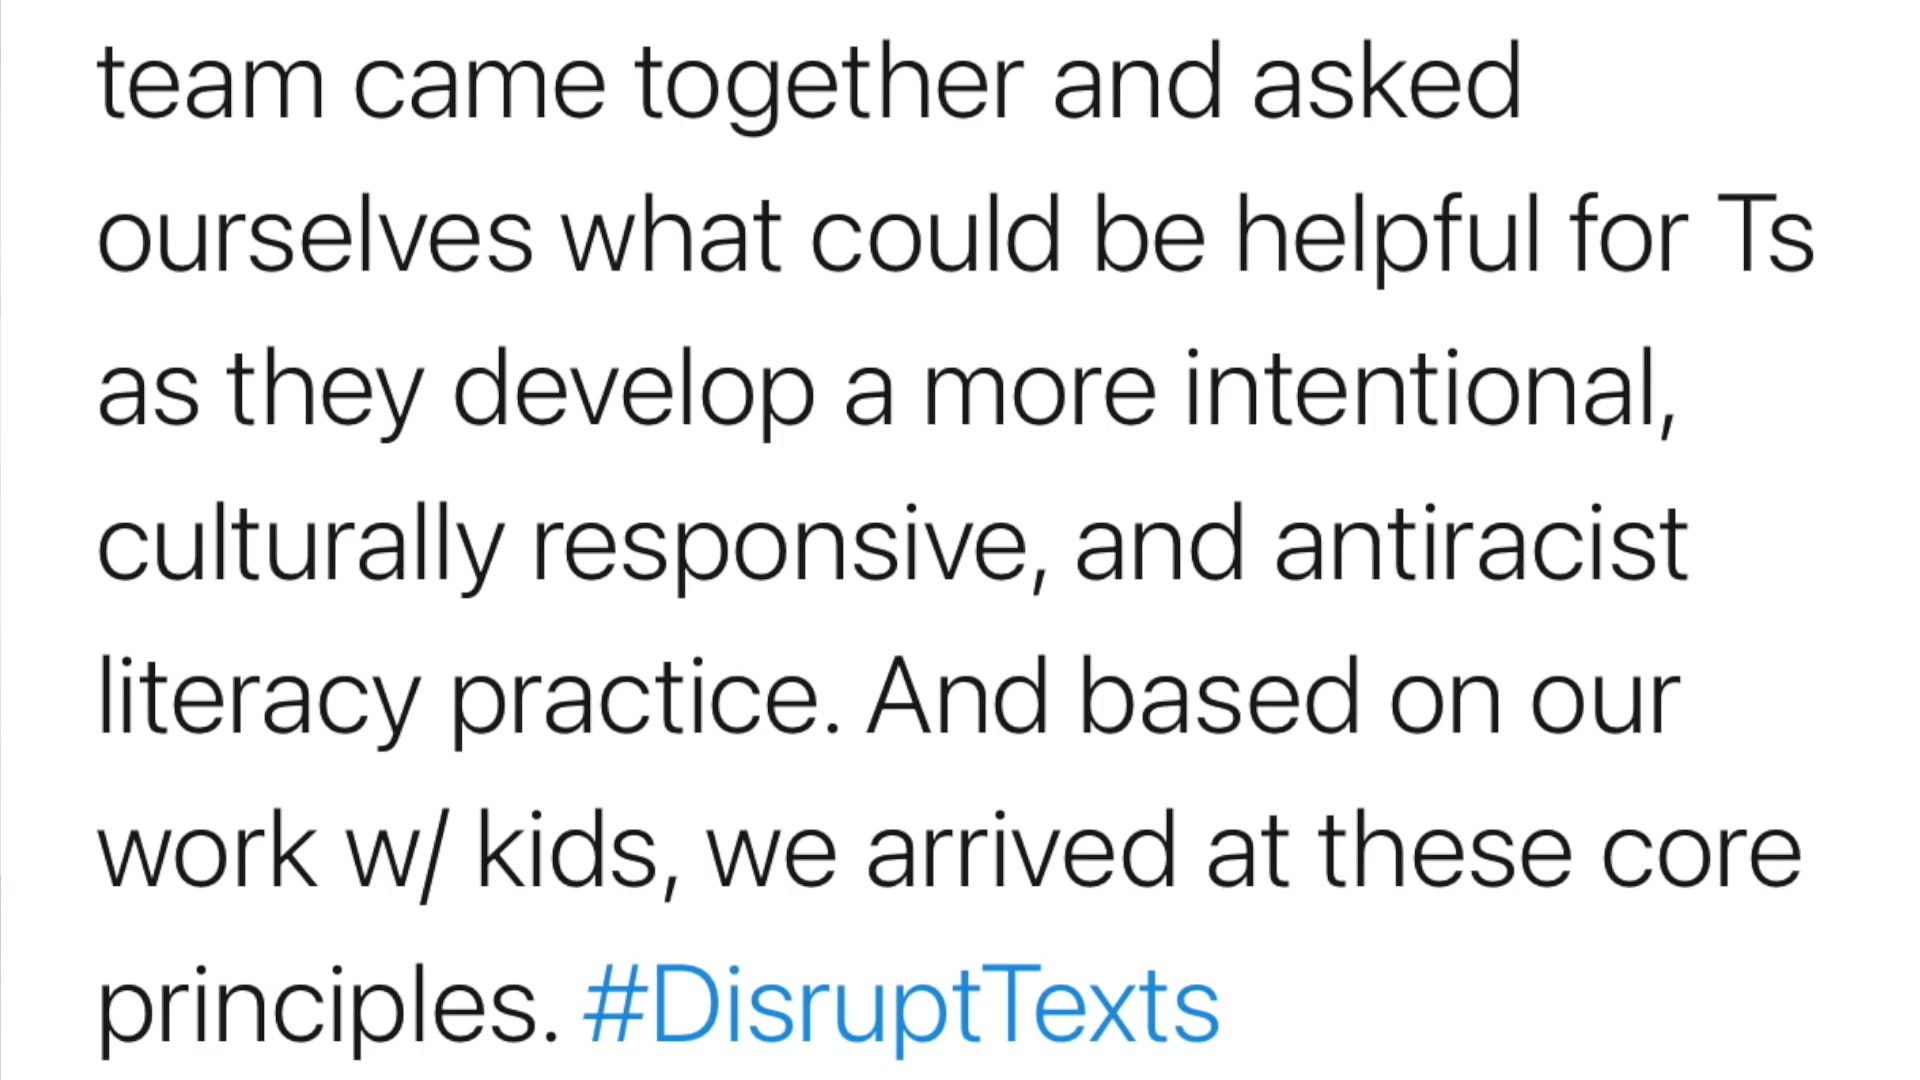 team came together and asked
ourselves what could be helpful for Ts
as they develop a more intentional,
culturally responsive, and antiracist
literacy practice. And based on our
work w/ kids, we arrived at these core
principles. #DisruptTexts